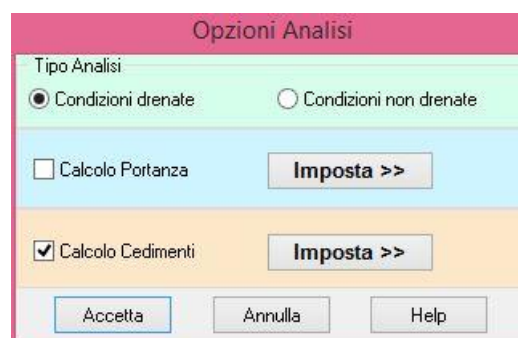 Opzioni Analisi
Tipo Analisi
Condizioni drenate Condizioni non drenate
Calcolo Portanza Imposta >>
Calcolo Cedimenti Imposta >>
Accetta Annulla Help